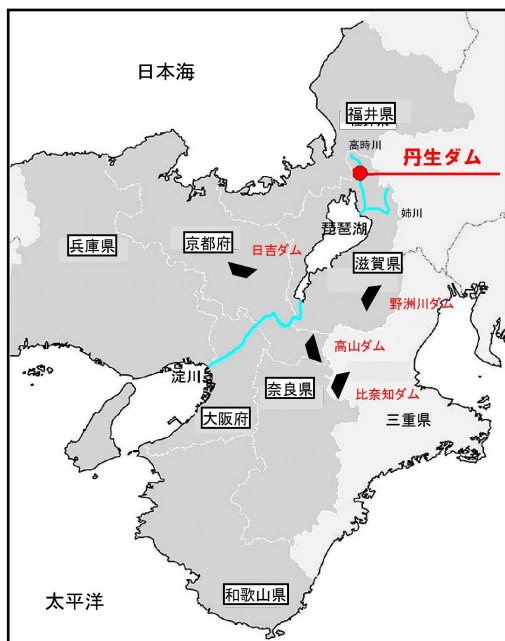 日本海
福井県
高時川
丹生ダム
姉川
琵琶湖
兵庫県
京都府
日吉ダム
滋賀県
野洲川ダム
高山ダム
淀川
奈良県
比奈知ダム
大阪府
三重県
太平洋
和歌山県